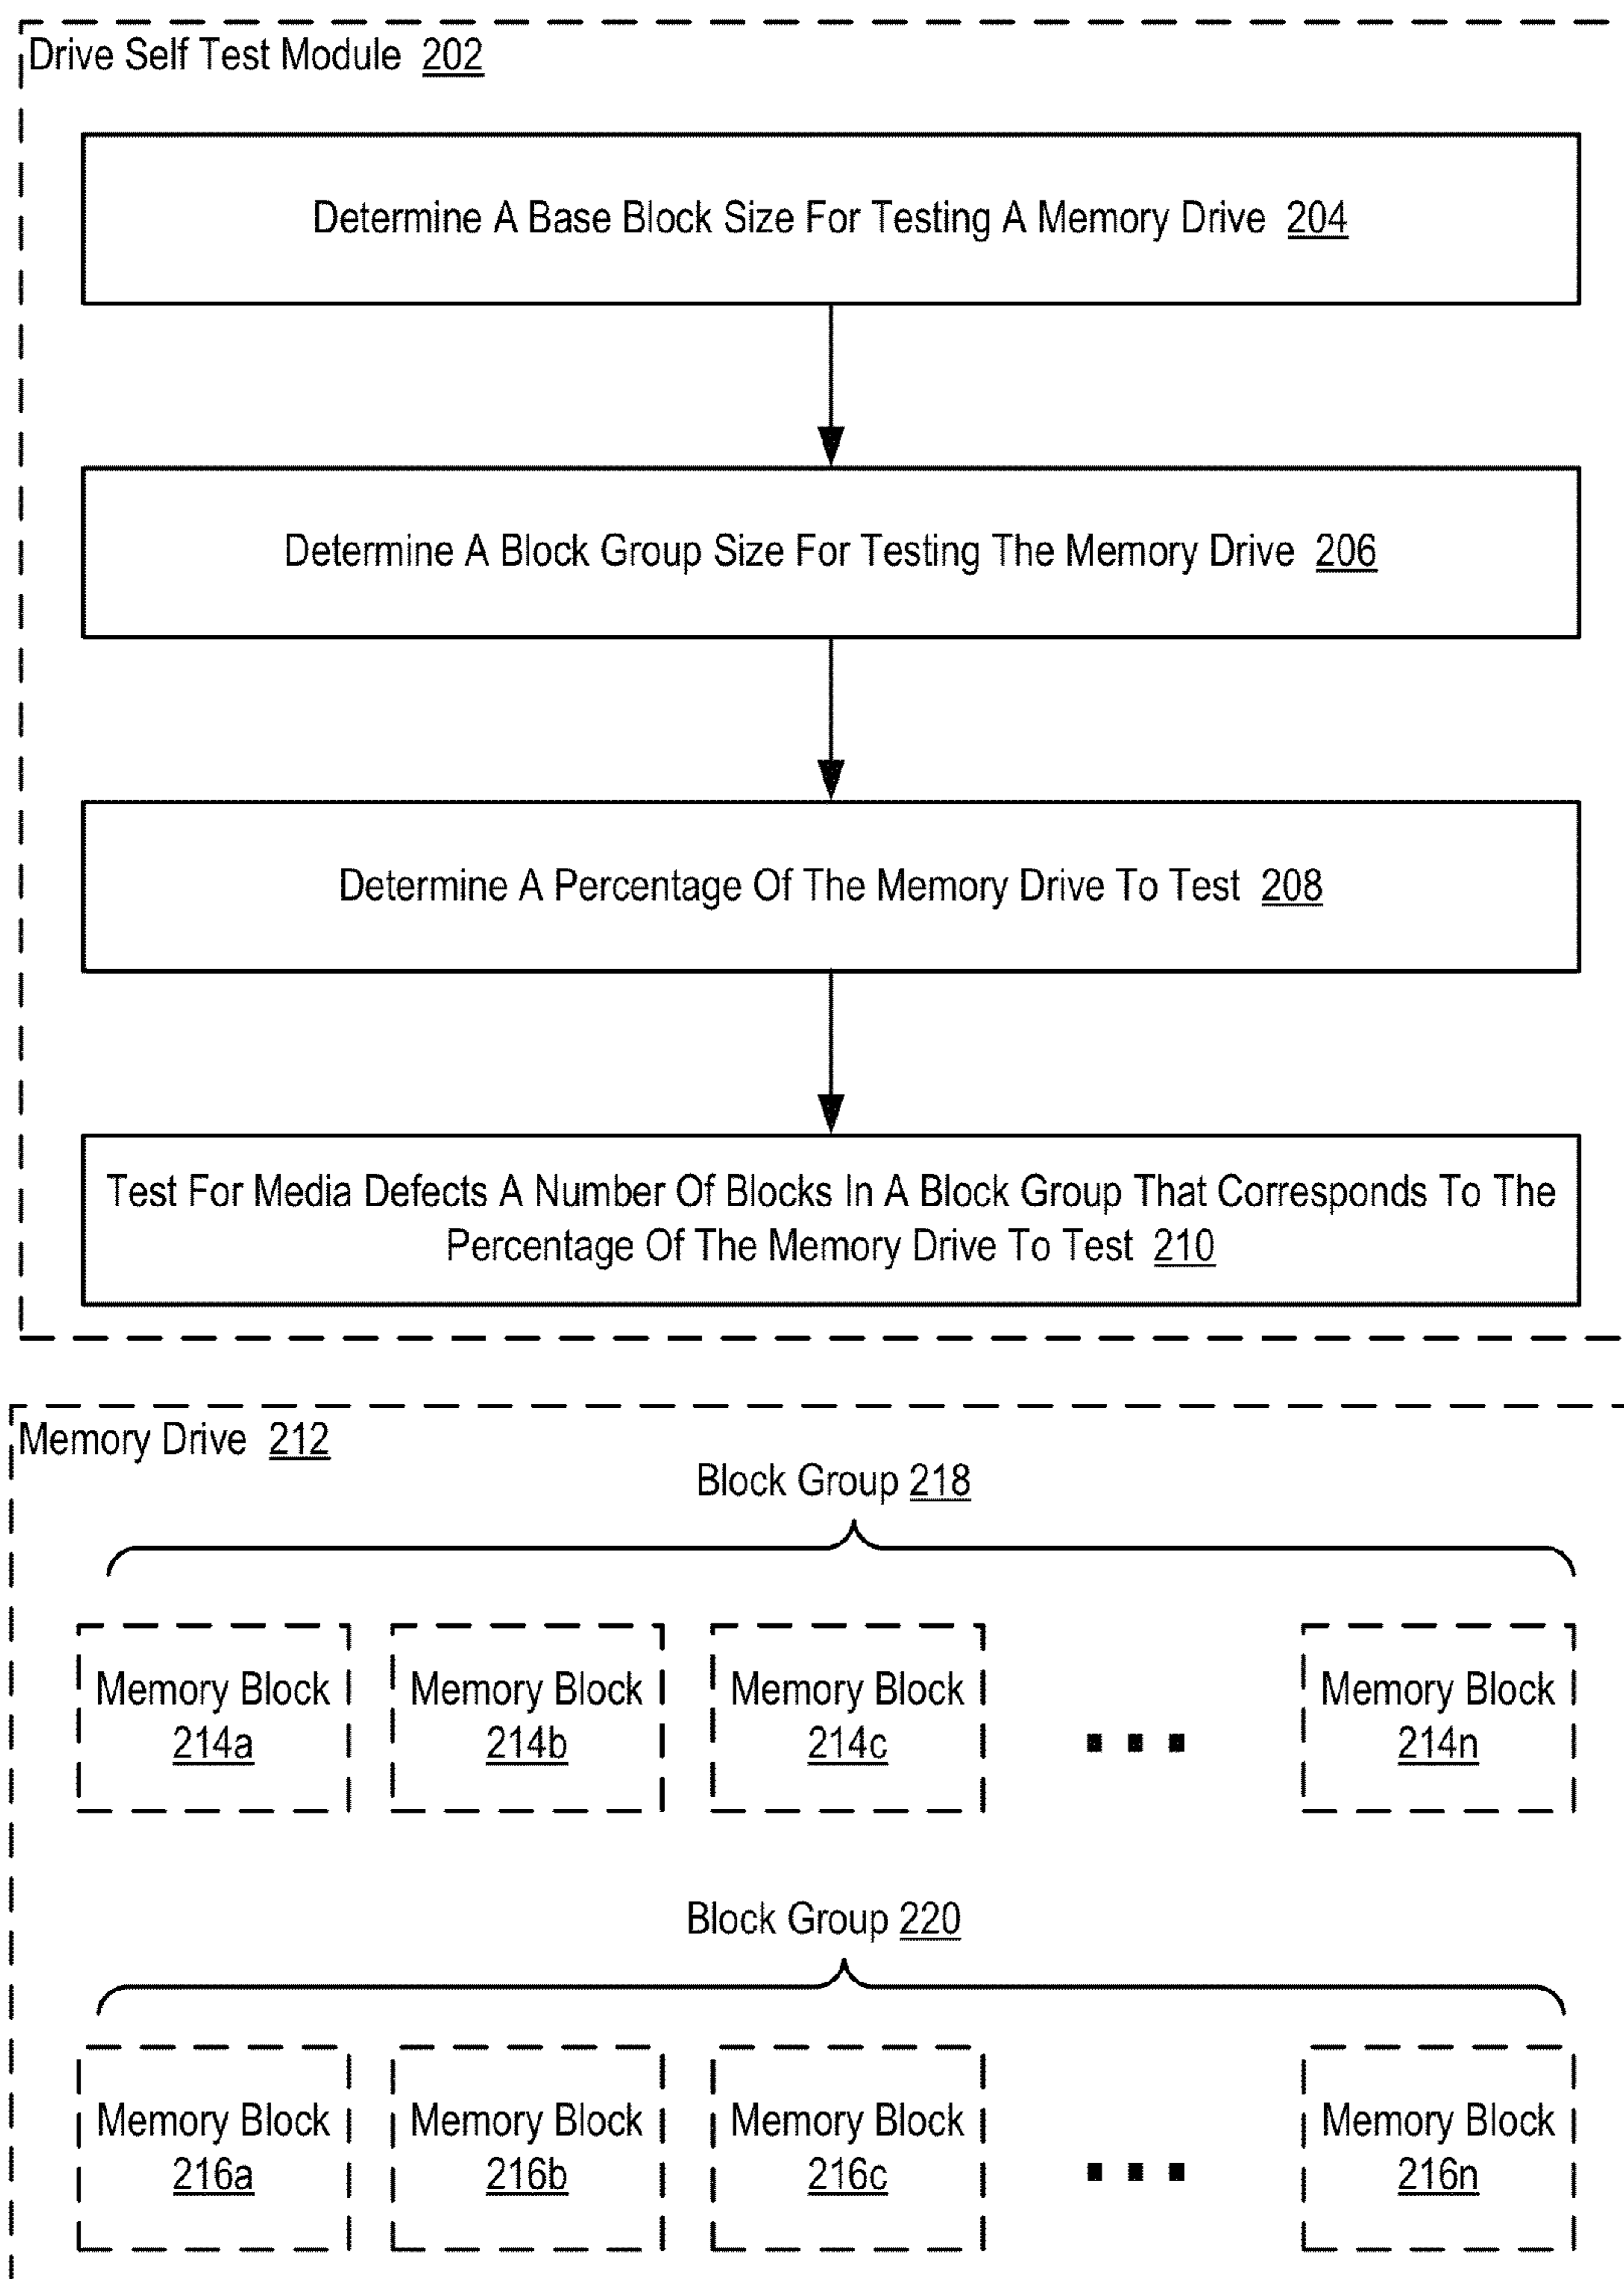 Drive Self Test Module 202
Determine A Base Block Size For Testing A Memory Drive 204
Determine A Block Group Size For Testing The Memory Drive 206
Determine A Percentage Of The Memory Drive To Test 208
Test For Media Defects A Number Of Blocks In A Block Group That Corresponds To The
Percentage Of The Memory Drive To Test 210
Memory Drive 212
Block Group 218
Memory Block
214a
Memory Block
214b
Memory Block
214c
Memory Block
214n
Block Group 220
Memory Block
216a
Memory Block
216b
Memory Block
216c
Memory Block
216n